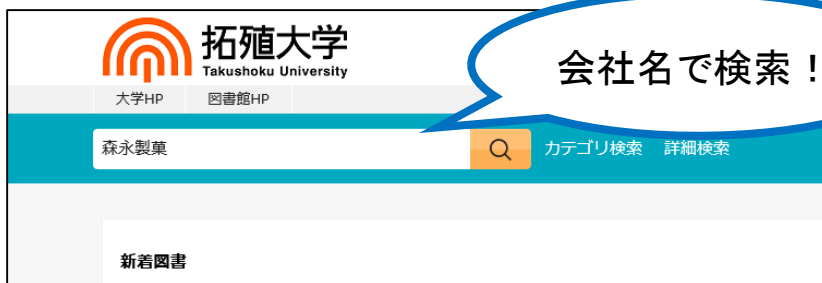 拓殖大学
Takushoku University
会社名で検索！
大学HP 図書館HP
森永製菓
カテゴリ検索 詳細検索
新着図書